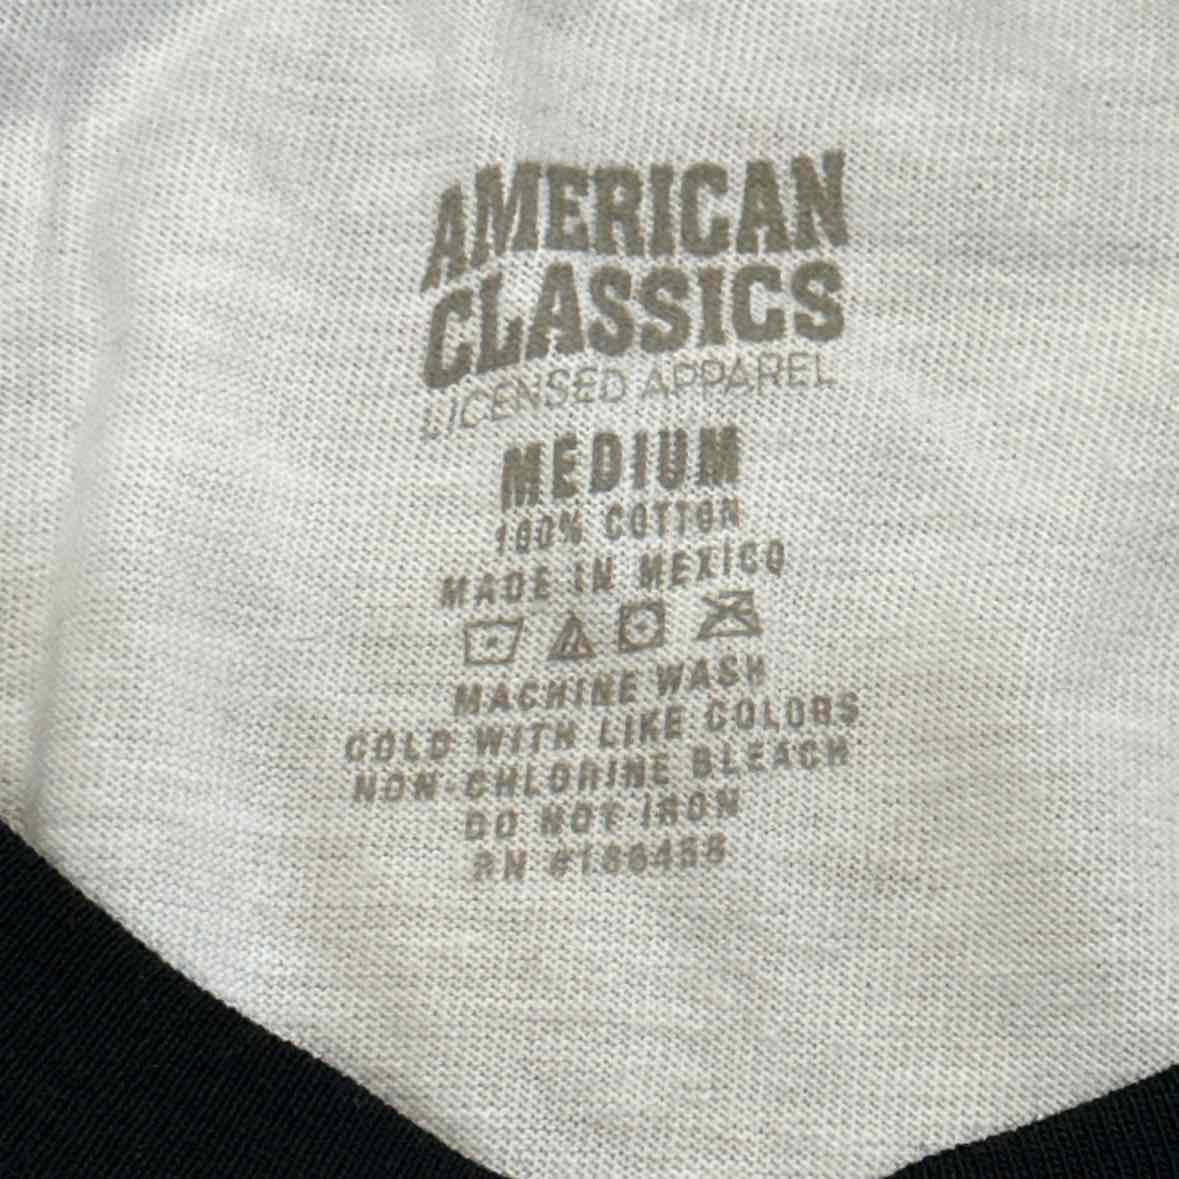 AMERICAN
CLASSICS
LICENSED APPAREL
MEDIUM
100% COTTON
MADE IN MEXICO
MACHINE WASH
COLD WITH LIKE COLORS
NON-CHLORINE BLEACH
DO NOT IRON
RN